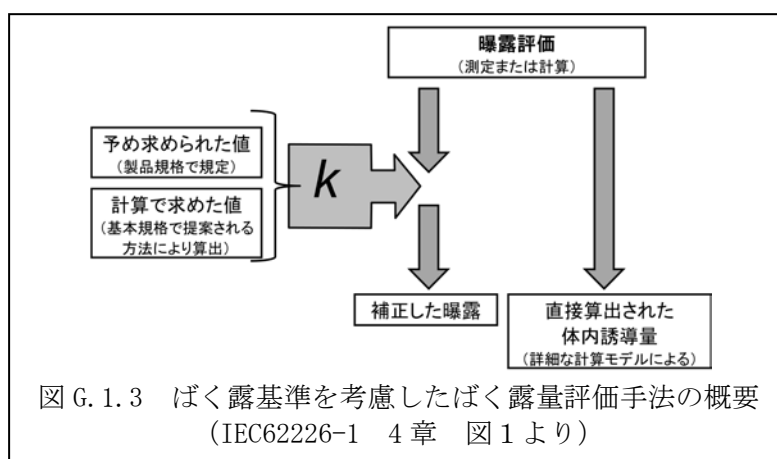 曝露評価
(測定または計算)
予め求められた値
(製品規格で規定)
計算で求めた値
(基本規格で提案される
方法により算出)
k
補正した曝露
直接算出された
体内誘導量
(詳細な計算モデルによる)
図 G.1.3 ばく露基準を考慮したばく露量評価手法の概要
(IEC62226-1 4章 図1より)